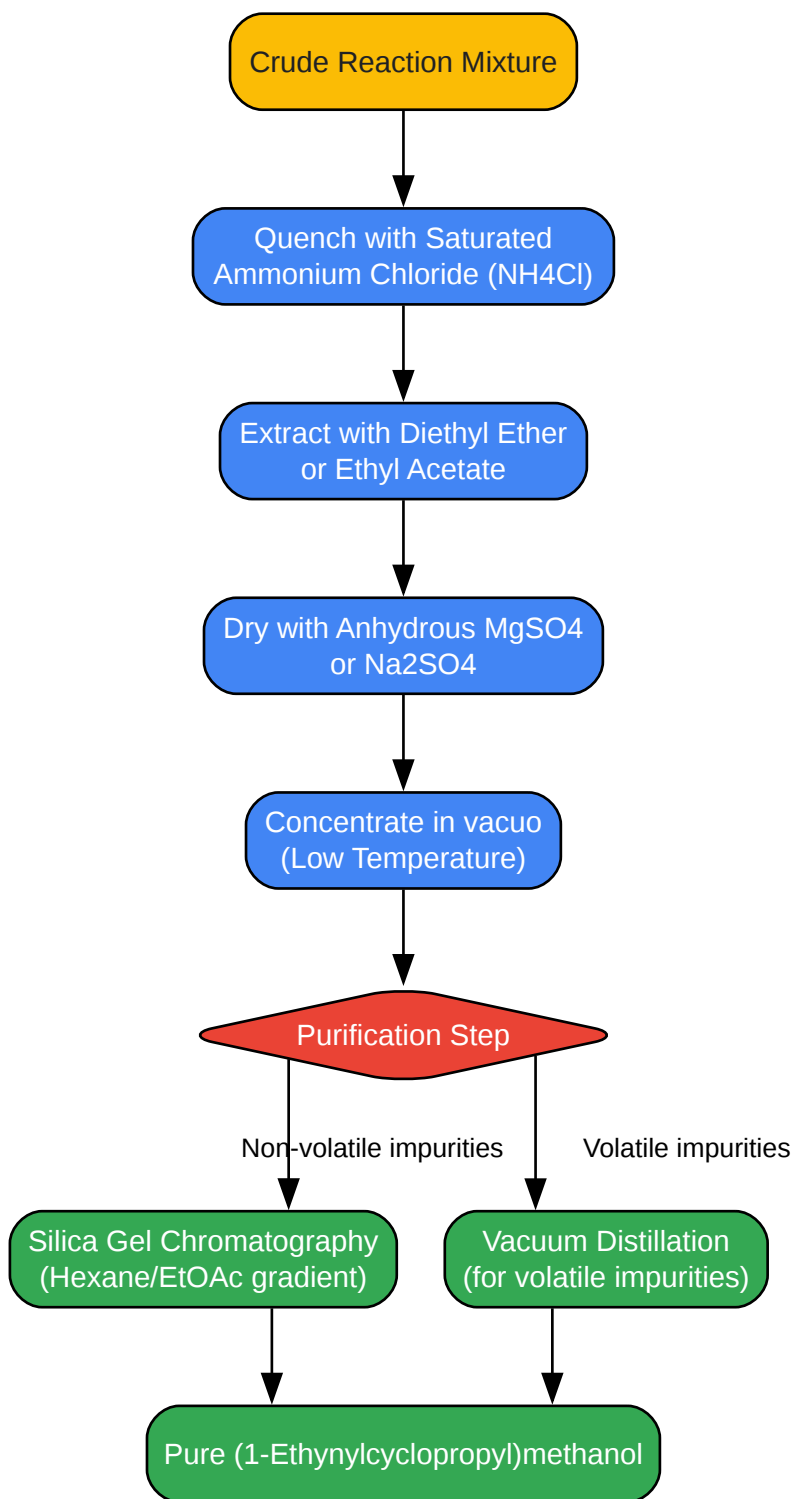 Crude Reaction Mixture
Quench with Saturated
Ammonium Chloride (NH4Cl)
Extract with Diethyl Ether
or Ethyl Acetate
Dry with Anhydrous MgSO4
or Na2SO4
Concentrate in vacuo
(Low Temperature)
Purification Step
Non-volatile impurities
Volatile impurities
Silica Gel Chromatography
(Hexane/EtOAc gradient)
Vacuum Distillation
(for volatile impurities)
Pure (1-Ethynylcyclopropyl)methanol